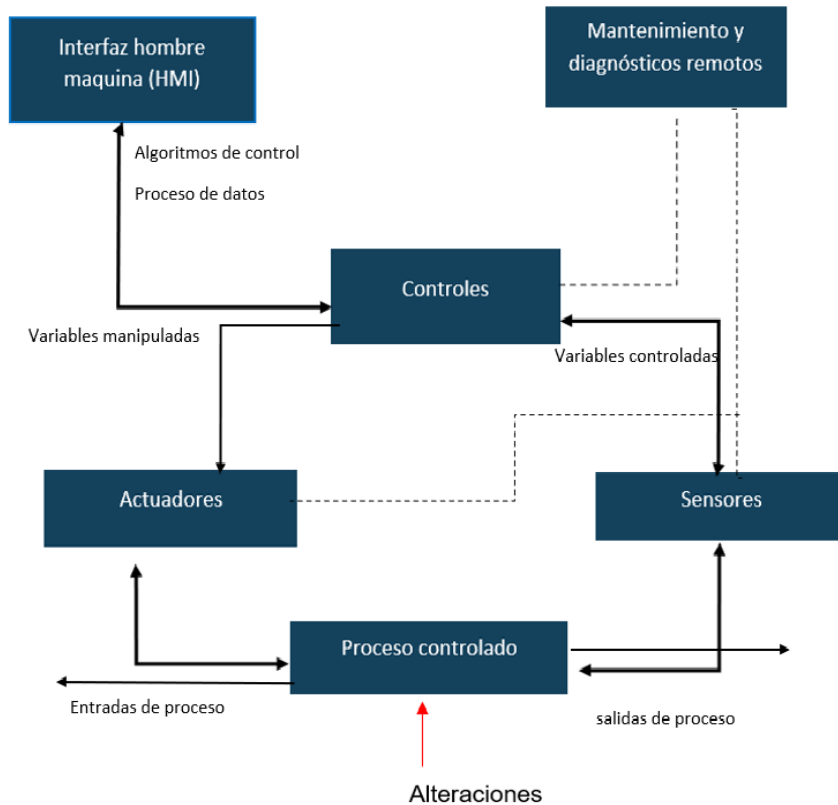 Interfaz hombre
maquina (HMI)
Mantenimiento y
diagnósticos remotos
Algoritmos de control
Proceso de datos
Controles
Variables manipuladas
Variables controladas
Actuadores
Sensores
Proceso controlado
Entradas de proceso
salidas de proceso
Alteraciones